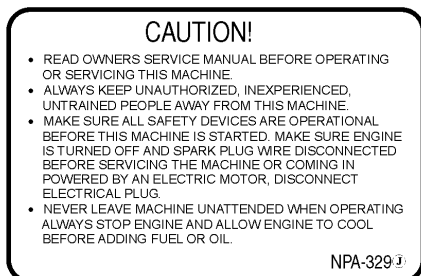 CAUTION!
• READ OWNERS SERVICE MANUAL BEFORE OPERATING
OR SERVICING THIS MACHINE.
• ALWAYS KEEP UNAUTHORIZED, INEXPERIENCED,
UNTRAINED PEOPLE AWAY FROM THIS MACHINE.
• MAKE SURE ALL SAFETY DEVICES ARE OPERATIONAL
BEFORE THIS MACHINE IS STARTED. MAKE SURE ENGINE
IS TURNED OFF AND SPARK PLUG WIRE DISCONNECTED
BEFORE SERVICING THE MACHINE OR COMING IN
POWERED BY AN ELECTRIC MOTOR, DISCONNECT
ELECTRICAL PLUG.
• NEVER LEAVE MACHINE UNATTENDED WHEN OPERATING
ALWAYS STOP ENGINE AND ALLOW ENGINE TO COOL
BEFORE ADDING FUEL OR OIL.
NPA-329 J